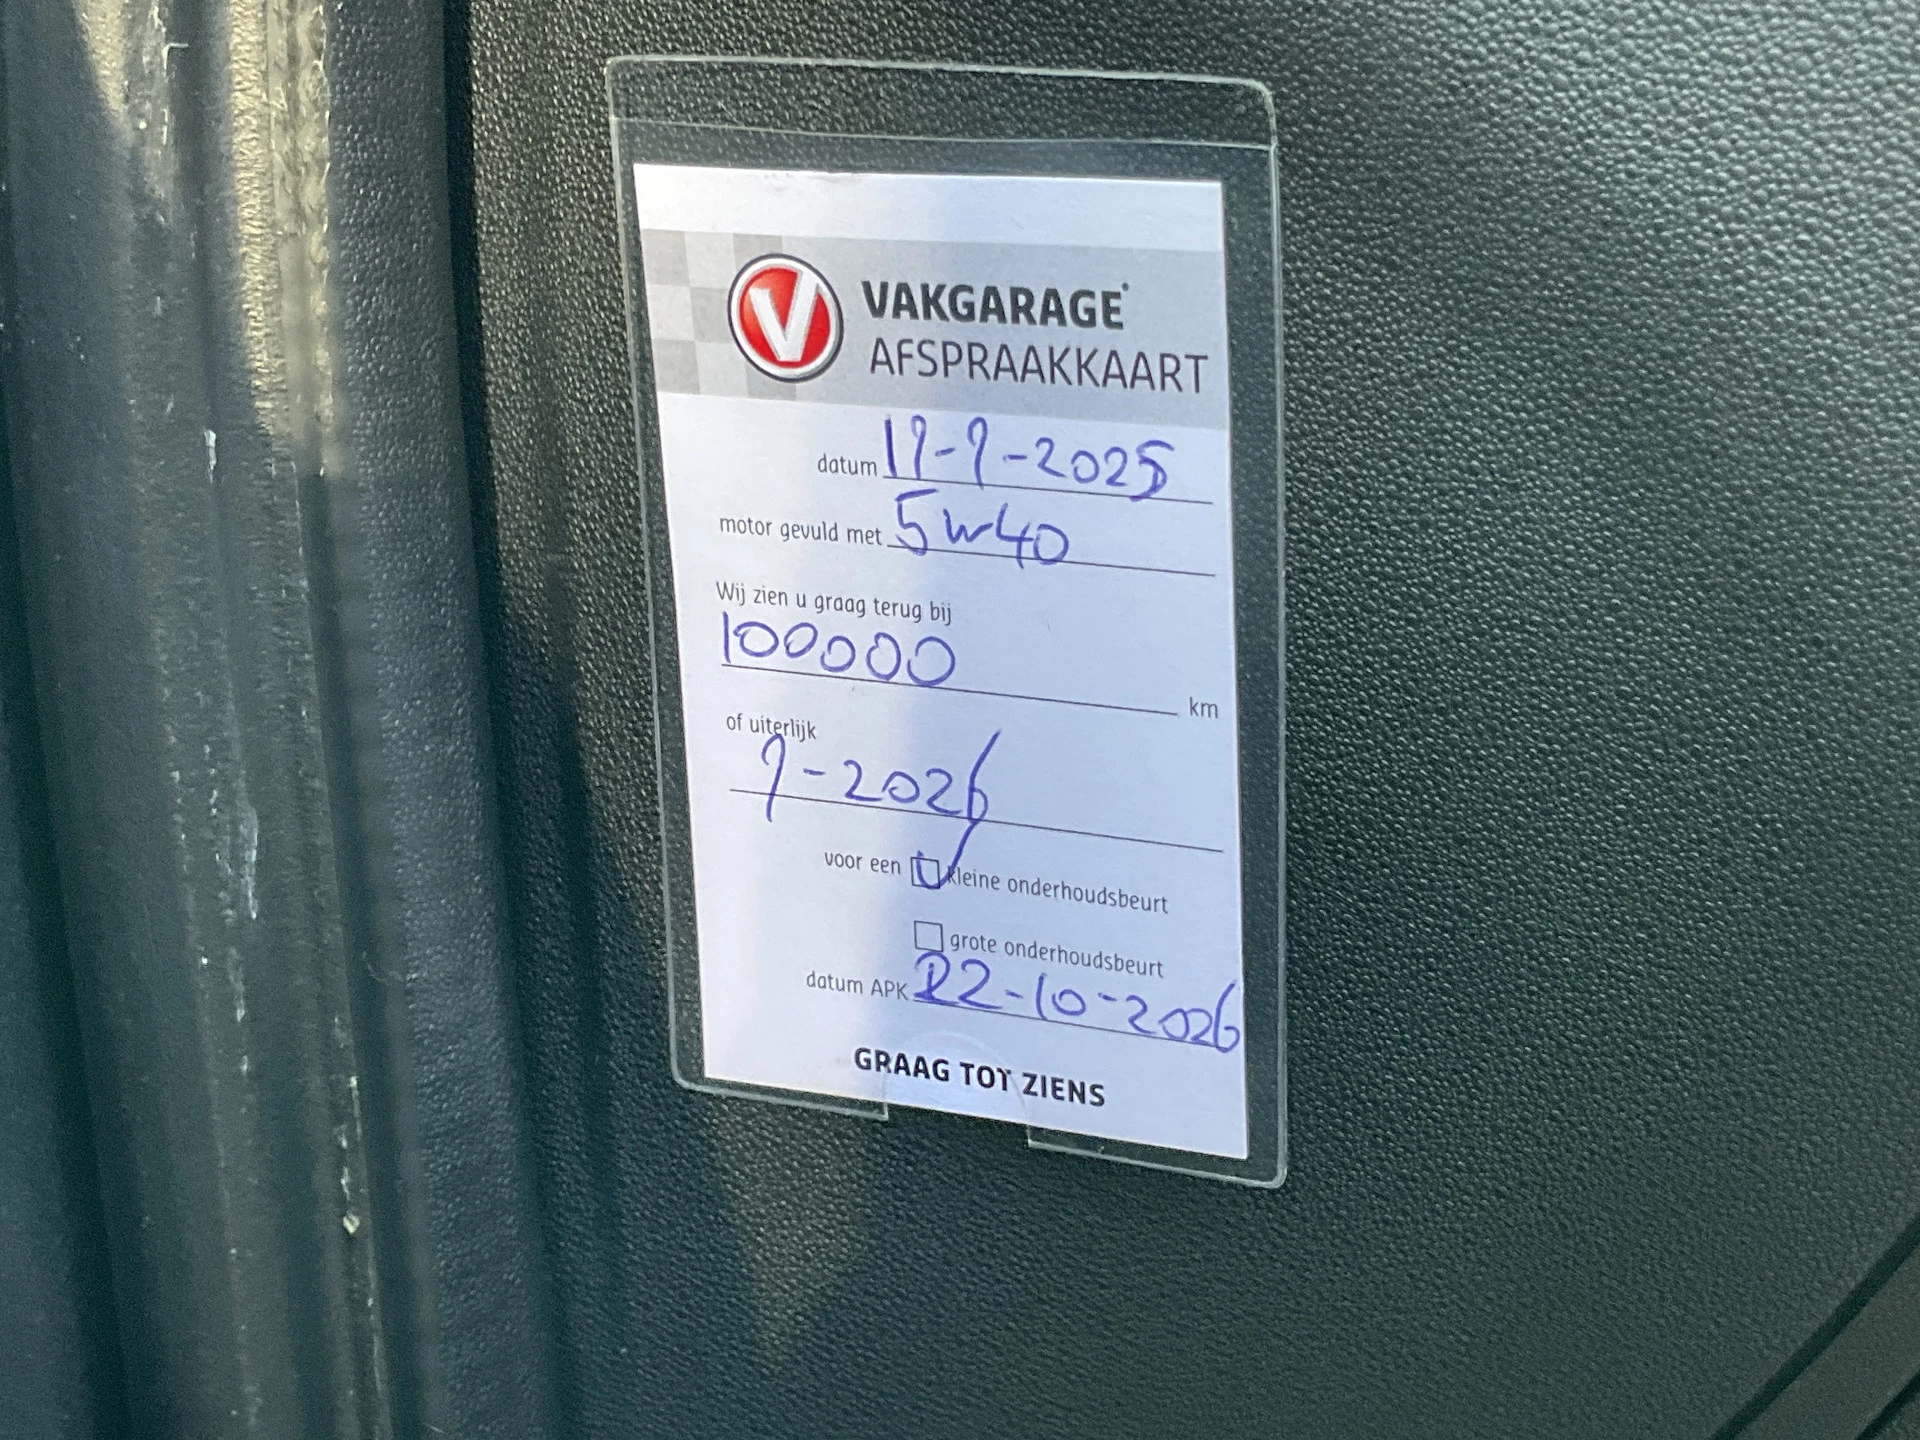 V
VAKGARAGE
AFSPRAAKKAART
datum 19-9-2025
motor gevuld met 5w40
Wij zien u graag terug bij
100000 km
of uiterlijk
9-2026
voor een kleine onderhoudsbeurt
grote onderhoudsbeurt
datum APK 22-10-2026
GRAAG TOT ZIENS